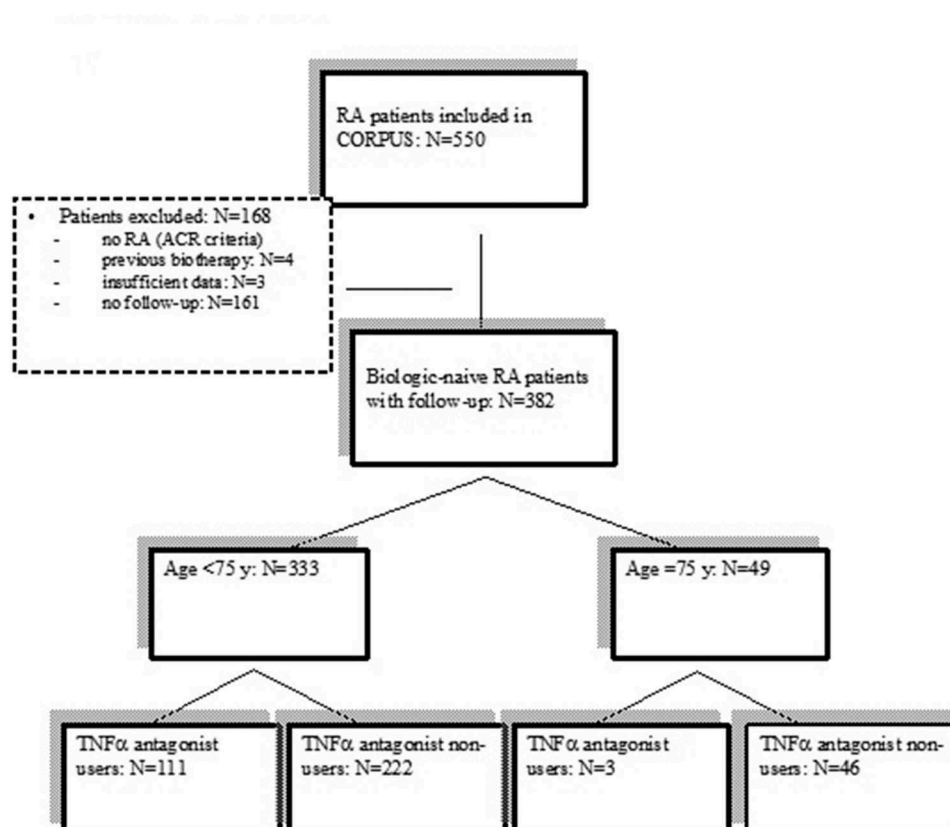 RA patients included in
CORPUS: N=550
• Patients excluded: N=168
- no RA (ACR criteria)
- previous biotherapy: N=4
- insufficient data: N=3
- no follow-up: N=161
Biologic-naive RA patients
with follow-up: N=382
Age <75 y: N=333
Age =75 y: N=49
TNFα antagonist
users: N=111
TNFα antagonist non-
users: N=222
TNFα antagonist
users: N=3
TNFα antagonist non-
users: N=46